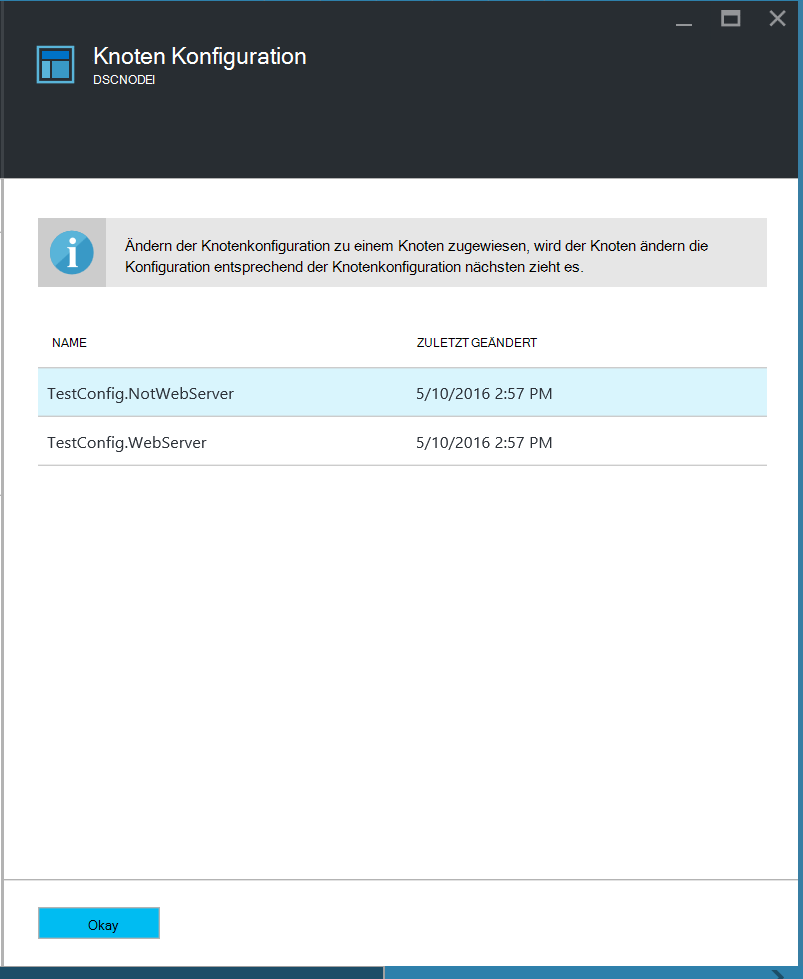 Knoten Konfiguration
DSCNODEI
Ändern der Knotenkonfiguration zu einem Knoten zugewiesen, wird der Knoten ändern die
Konfiguration entsprechend der Knotenkonfiguration nächsten zieht es.
NAME ZULETZT GEÄNDERT
TestConfig.NotWebServer 5/10/2016 2:57 PM
TestConfig.WebServer 5/10/2016 2:57 PM
Okay